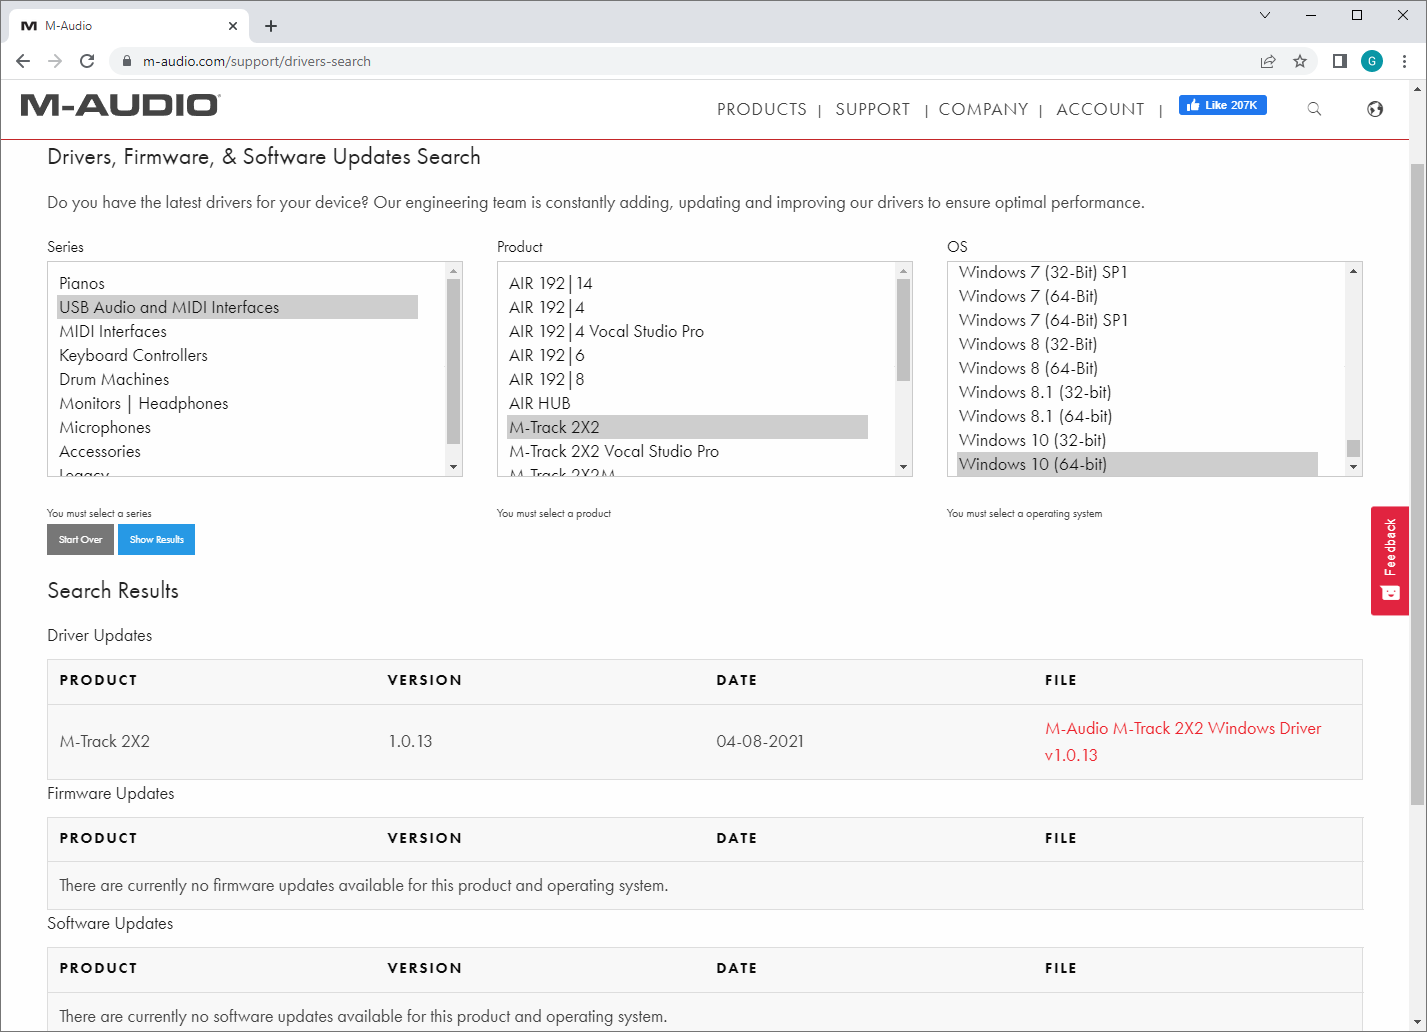 M-Audio
m-audio.com/support/drivers-search
G
M-AUDIO
PRODUCTS | SUPPORT | COMPANY | ACCOUNT |
Like 207K
Drivers, Firmware, & Software Updates Search
Do you have the latest drivers for your device? Our engineering team is constantly adding, updating and improving our drivers to ensure optimal performance.
Series
Pianos
USB Audio and MIDI Interfaces
MIDI Interfaces
Keyboard Controllers
Drum Machines
Monitors | Headphones
Microphones
Accessories
Legacy
You must select a series
Start Over
Show Results
Product
AIR 192|14
AIR 192|4
AIR 192|4 Vocal Studio Pro
AIR 192|6
AIR 192|8
AIR HUB
M-Track 2X2
M-Track 2X2 Vocal Studio Pro
M-Track 2X2M
You must select a product
OS
Windows 7 (32-Bit) SP1
Windows 7 (64-Bit)
Windows 7 (64-Bit) SP1
Windows 8 (32-Bit)
Windows 8 (64-Bit)
Windows 8.1 (32-bit)
Windows 8.1 (64-bit)
Windows 10 (32-bit)
Windows 10 (64-bit)
You must select a operating system
Feedback
Search Results
Driver Updates
PRODUCT VERSION DATE FILE
M-Track 2X2 1.0.13 04-08-2021 M-Audio M-Track 2X2 Windows Driver
v1.0.13
Firmware Updates
PRODUCT VERSION DATE FILE
There are currently no firmware updates available for this product and operating system.
Software Updates
PRODUCT VERSION DATE FILE
There are currently no software updates available for this product and operating system.